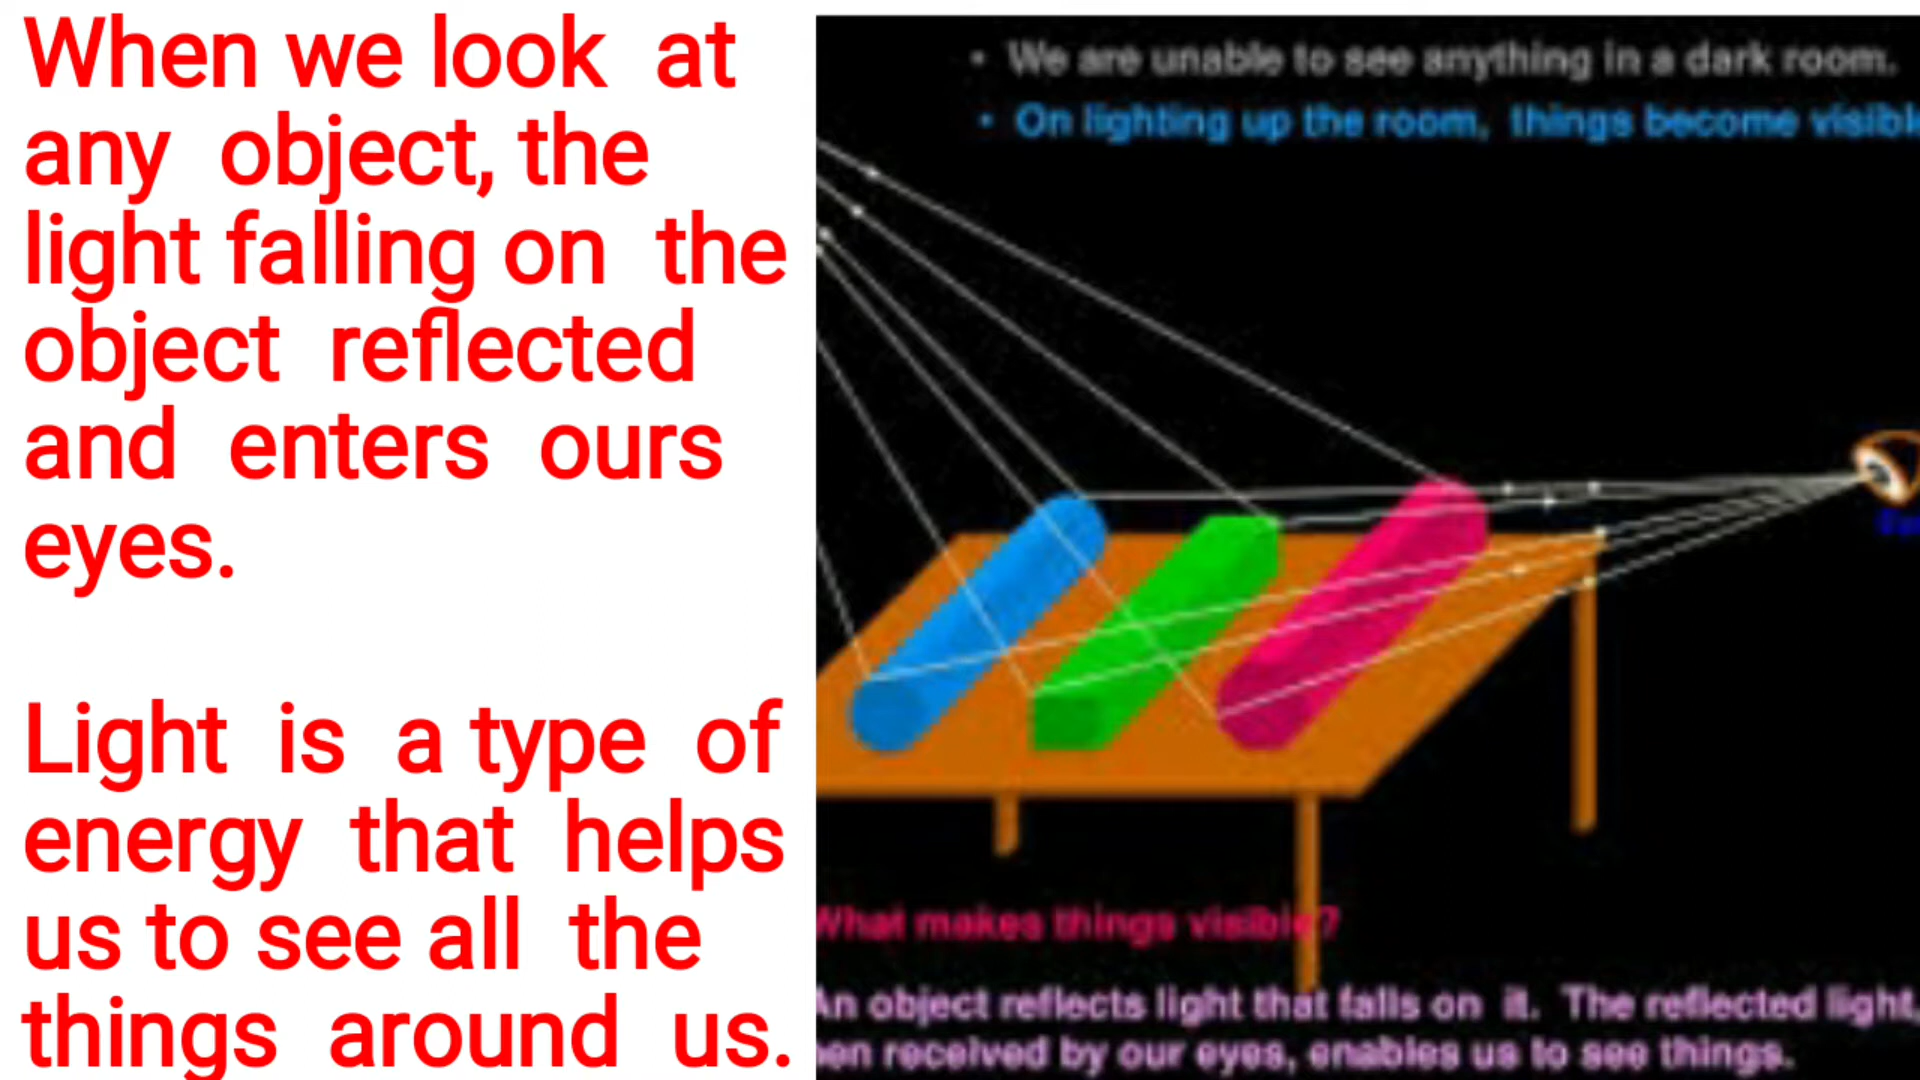 When we look at
any object, the
light falling on the
object reflected
and enters ours
eyes.
Light is a type of
energy that helps
us to see all the
things around us.
• We are unable to see anything in a dark room.
• On lighting up the room, things become
What makes things visible?
An object reflects light that falls on it. The reflected light,
received by our eyes, enables us to see things.